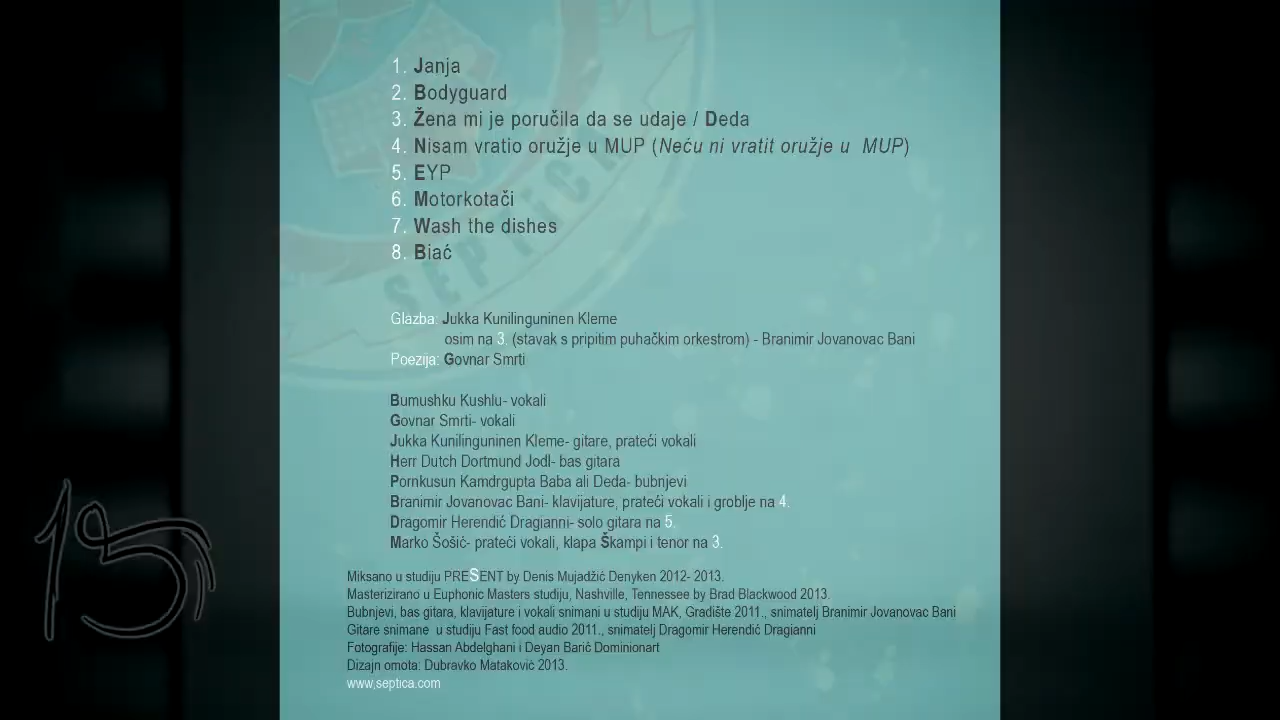 1. Janja
2. Bodyguard
3. Žena mi je poručila da se udaje / Deda
4. Nisam vratio oružje u MUP (Neću ni vratit oružje u MUP)
5. EYP
6. Motorkotači
7. Wash the dishes
8. Biać
SEPTICA
Glazba: Jukka Kunilinguninen Kleme
osim na 3. (stavak s pripitim puhačkim orkestrom) - Branimir Jovanovac Bani
Poezija: Govnar Smrti
Bumushku Kushlu- vokali
Govnar Smrti- vokali
Jukka Kunilinguninen Kleme- gitare, prateći vokali
Herr Dutch Dortmund Jodl- bas gitara
Pornkusun Kamdrgupta Baba ali Deda- bubnjevi
Branimir Jovanovac Bani- klavijature, prateći vokali i groblje na 4.
Dragomir Herendić Dragianni- solo gitara na 5.
Marko Šošić- prateći vokali, klapa Škampi i tenor na 3.
Miksano u studiju PRESENT by Denis Mujadžić Denyken 2012- 2013.
Masterizirano u Euphonic Masters studiju, Nashville, Tennessee by Brad Blackwood 2013.
Bubnjevi, bas gitara, klavijature i vokali snimani u studiju MAK, Gradište 2011., snimatelj Branimir Jovanovac Bani
Gitare snimane u studiju Fast food audio 2011., snimatelj Dragomir Herendić Dragianni
Fotografije: Hassan Abdelghani i Deyan Barić Dominionart
Dizajn omota: Dubravko Mataković 2013.
www.septica.com